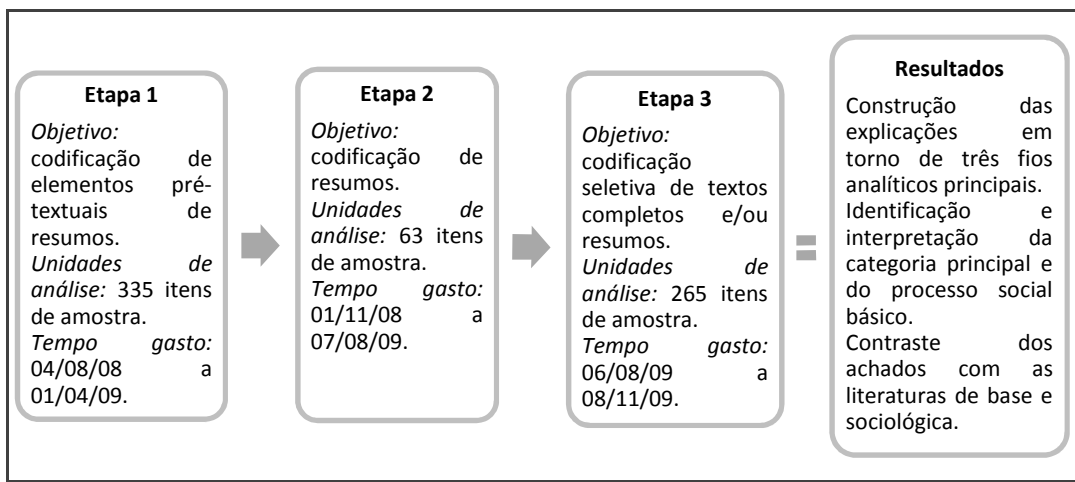 Etapa 1
Objetivo:
codificação de
elementos pré-
textuais de
resumos.
Unidades de
análise: 335 itens
de amostra.
Tempo gasto:
04/08/08 a
01/04/09.
Etapa 2
Objetivo:
codificação de
resumos.
Unidades de
análise: 63 itens
de amostra.
Tempo gasto:
01/11/08 a
07/08/09.
Etapa 3
Objetivo:
codificação
seletiva de textos
completos e/ou
resumos.
Unidades de
análise: 265 itens
de amostra.
Tempo gasto:
06/08/09 a
08/11/09.
Resultados
Construção das
explicações em
torno de três fios
analíticos principais.
Identificação e
interpretação da
categoria principal e
do processo social
básico.
Contraste dos
achados com as
literaturas de base e
sociológica.